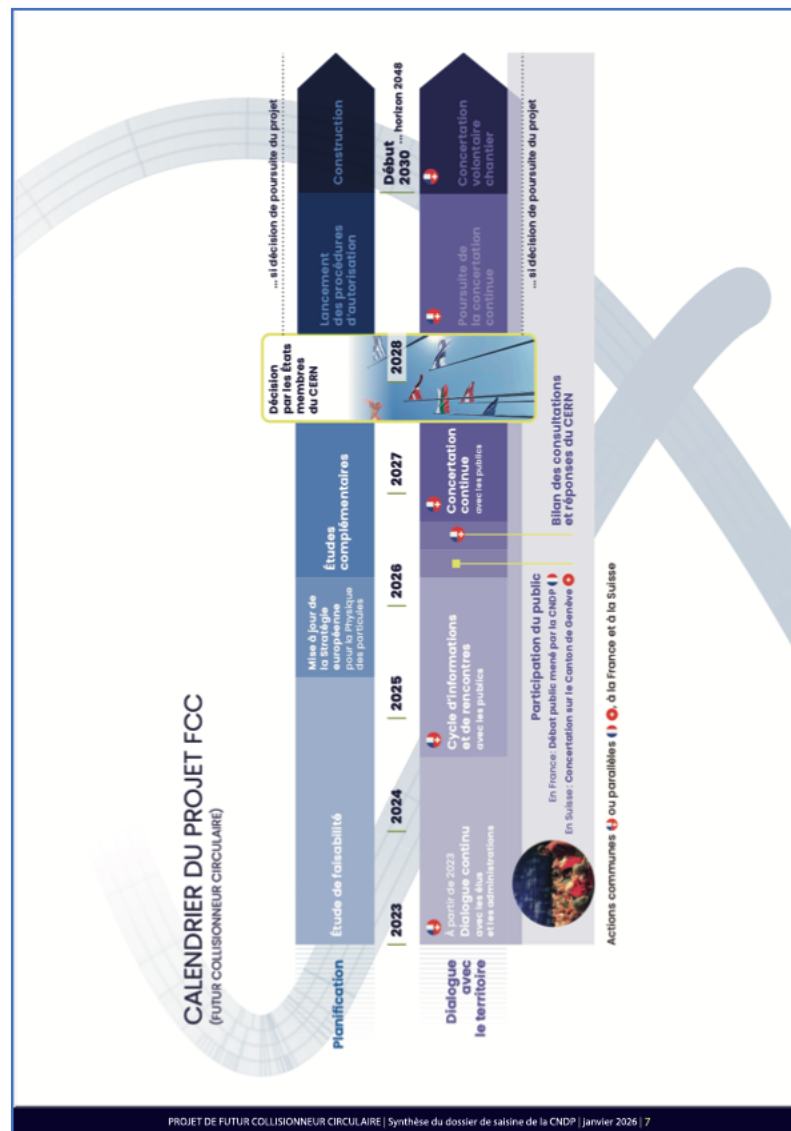 CALENDRIER DU PROJET FCC
(FUTUR COLLISIONNEUR CIRCULAIRE)
... si décision de poursuite du projet
Planification
Étude de faisabilité
Mise à jour de
la Stratégie
européenne
pour la Physique
des particules
Études
complémentaires
Décision
par les États
membres
du CERN
Lancement
des procédures
d'autorisation
Construction
2023
2024
2025
2026
2027
2028
Début
2030
... horizon 2048
Dialogue
avec
le territoire
À partir de 2023
Dialogue continu
avec les élus
et les administrations
Cycle d'informations
et de rencontres
avec les publics
Concertation
continue
avec les publics
Poursuite de
la concertation
continue
Concertation
volontaire
chantier
... si décision de poursuite du projet
Participation du public
En France : Débat public mené par la CNDP
En Suisse : Concertation sur le Canton de Genève
Bilan des consultations
et réponses du CERN
Actions communes ou parallèles , à la France et à la Suisse
PROJET DE FUTUR COLLISIONNEUR CIRCULAIRE | Synthèse du dossier de saisine de la CNDP | janvier 2026 | 7